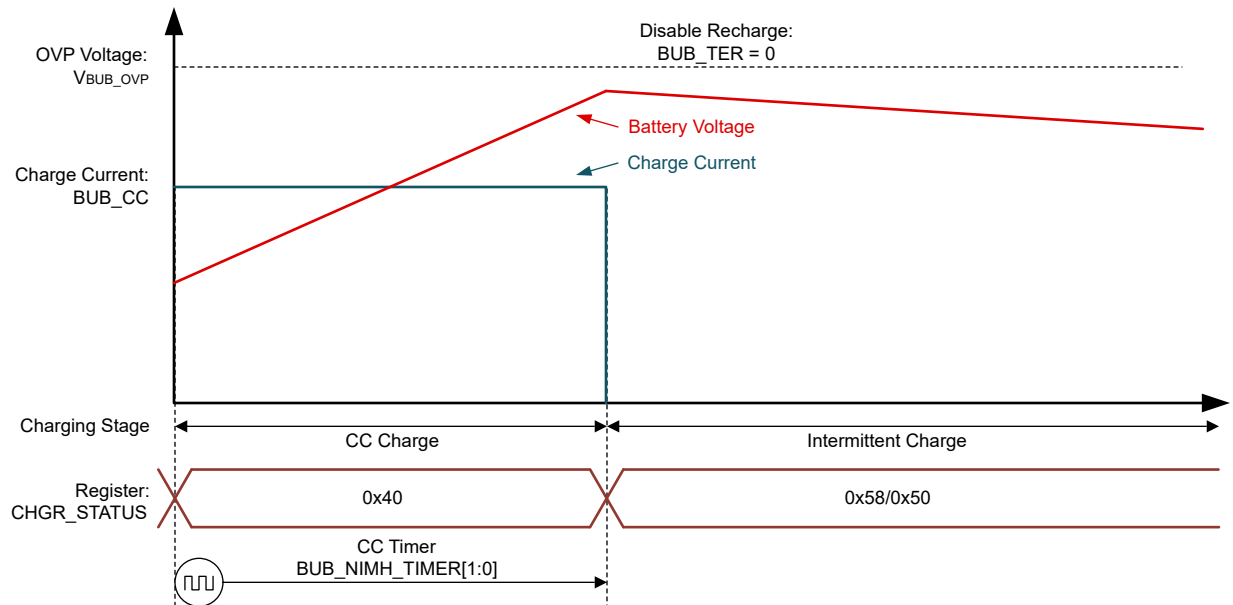 Disable Recharge:
BUB_TER = 0
OVP Voltage:
VBUB_OVP
Battery Voltage
Charge Current
Charge Current:
BUB_CC
Charging Stage
CC Charge
Intermittent Charge
Register:
CHGR_STATUS
0x40
0x58/0x50
CC Timer
BUB_NIMH_TIMER[1:0]